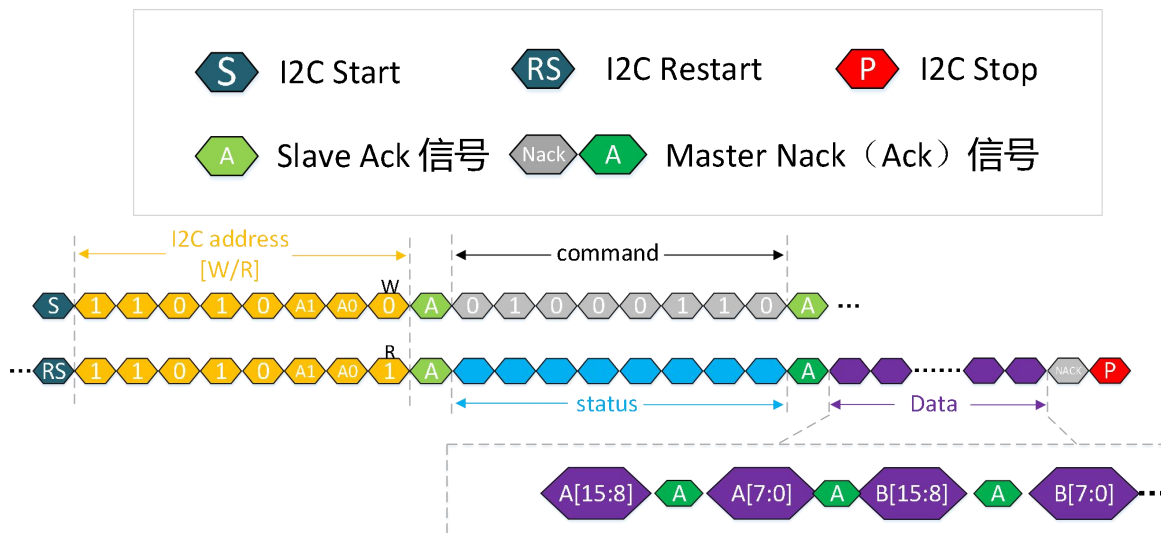 S I2C Start RS I2C Restart P I2C Stop
A Slave Ack 信号 Nack A Master Nack（Ack）信号
I2C address
[W/R]
command
W
S 1 1 0 1 0 A1 A0 0 A 0 1 0 0 0 1 1 0 A ...
R
... RS 1 1 0 1 0 A1 A0 1 A A ...... NACK P
status
Data
A[15:8] A A[7:0] A B[15:8] A B[7:0] ...